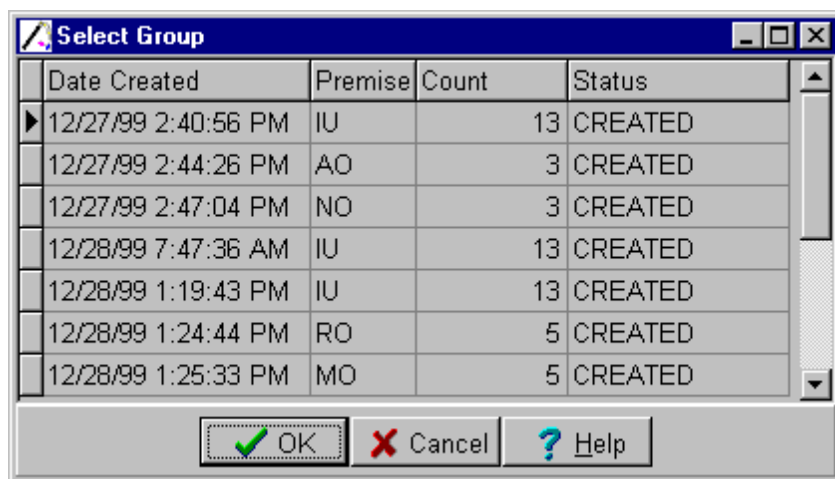 Select Group
Date Created Premise Count Status
12/27/99 2:40:56 PM IU 13 CREATED
12/27/99 2:44:26 PM AO 3 CREATED
12/27/99 2:47:04 PM NO 3 CREATED
12/28/99 7:47:36 AM IU 13 CREATED
12/28/99 1:19:43 PM IU 13 CREATED
12/28/99 1:24:44 PM RO 5 CREATED
12/28/99 1:25:33 PM MO 5 CREATED
OK Cancel Help